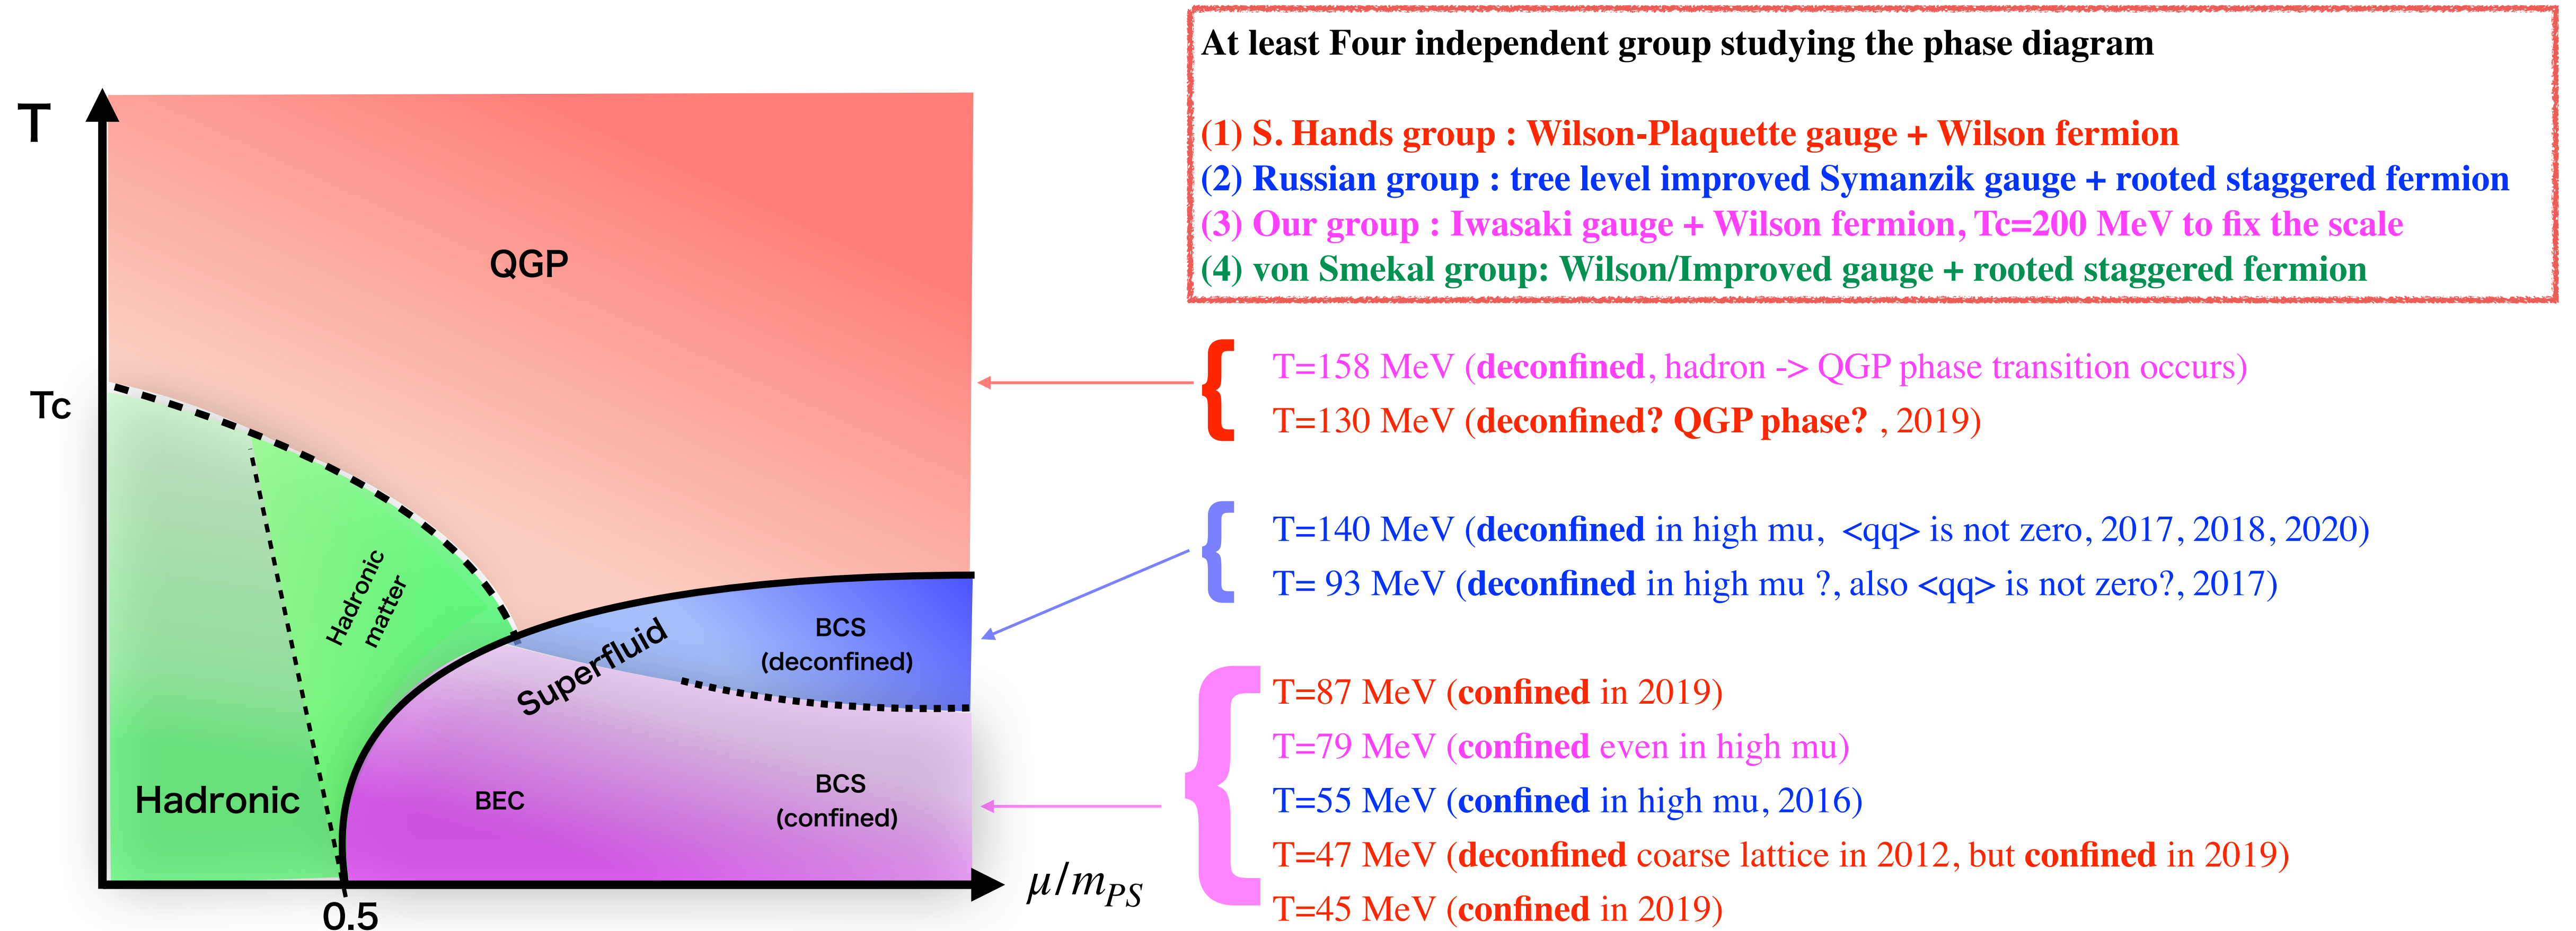 T
Tc
QGP
Hadronic
matter
Superfluid
BCS
(deconfined)
Hadronic
BEC
BCS
(confined)
μ/m_PS
0.5
At least Four independent group studying the phase diagram
(1) S. Hands group : Wilson-Plaquette gauge + Wilson fermion
(2) Russian group : tree level improved Symanzik gauge + rooted staggered fermion
(3) Our group : Iwasaki gauge + Wilson fermion, Tc=200 MeV to fix the scale
(4) von Smekal group: Wilson/Improved gauge + rooted staggered fermion
T=158 MeV (deconfined, hadron -> QGP phase transition occurs)
T=130 MeV (deconfined? QGP phase? , 2019)
T=140 MeV (deconfined in high mu, <qq> is not zero, 2017, 2018, 2020)
T= 93 MeV (deconfined in high mu ?, also <qq> is not zero?, 2017)
T=87 MeV (confined in 2019)
T=79 MeV (confined even in high mu)
T=55 MeV (confined in high mu, 2016)
T=47 MeV (deconfined coarse lattice in 2012, but confined in 2019)
T=45 MeV (confined in 2019)